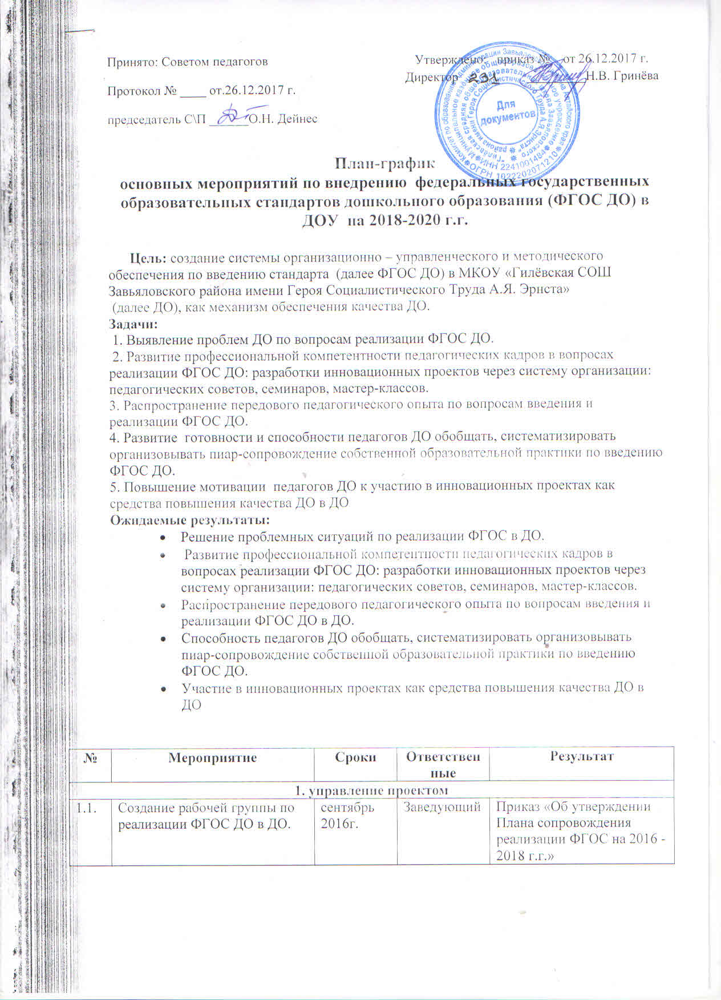 Принято: Советом педагогов
Утверждено: приказ № от 26.12.2017 г.
Директор 231 Н.В. Гринёва
Протокол № ____ от.26.12.2017 г.
председатель С\П ______О.Н. Дейнес
Для
документов
ИНН 2241001484
ОГРН 1022202071210
План-график
основных мероприятий по внедрению федеральных государственных
образовательных стандартов дошкольного образования (ФГОС ДО) в
ДОУ на 2018-2020 г.г.
Цель: создание системы организационно – управленческого и методического
обеспечения по введению стандарта (далее ФГОС ДО) в МКОУ «Гилёвская СОШ
Завьяловского района имени Героя Социалистического Труда А.Я. Эрнста»
(далее ДО), как механизм обеспечения качества ДО.
Задачи:
1. Выявление проблем ДО по вопросам реализации ФГОС ДО.
2. Развитие профессиональной компетентности педагогических кадров в вопросах
реализации ФГОС ДО: разработки инновационных проектов через систему организации:
педагогических советов, семинаров, мастер-классов.
3. Распространение передового педагогического опыта по вопросам введения и
реализации ФГОС ДО.
4. Развитие готовности и способности педагогов ДО обобщать, систематизировать
организовывать пиар-сопровождение собственной образовательной практики по введению
ФГОС ДО.
5. Повышение мотивации педагогов ДО к участию в инновационных проектах как
средства повышения качества ДО в ДО
Ожидаемые результаты:
• Решение проблемных ситуаций по реализации ФГОС в ДО.
• Развитие профессиональной компетентности педагогических кадров в
вопросах реализации ФГОС ДО: разработки инновационных проектов через
систему организации: педагогических советов, семинаров, мастер-классов.
• Распространение передового педагогического опыта по вопросам введения и
реализации ФГОС ДО в ДО.
• Способность педагогов ДО обобщать, систематизировать организовывать
пиар-сопровождение собственной образовательной практики по введению
ФГОС ДО.
• Участие в инновационных проектах как средства повышения качества ДО в
ДО
№ Мероприятие Сроки Ответствен Результат
ные
1. управление проектом
1.1. Создание рабочей группы по сентябрь Заведующий Приказ «Об утверждении
реализации ФГОС ДО в ДО. 2016г. Плана сопровождения
реализации ФГОС на 2016 -
2018 г.г.»